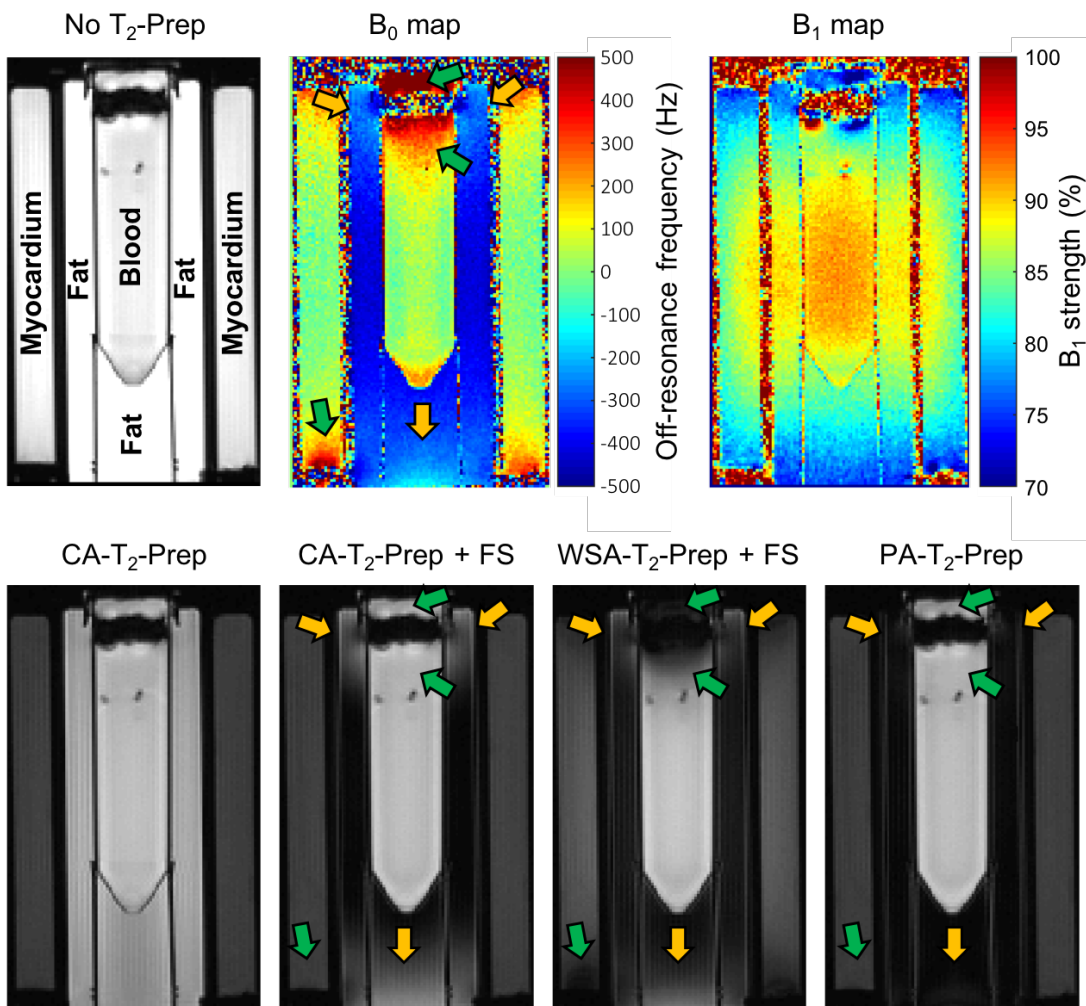 No T₂-Prep
B₀ map
B₁ map
Myocardium
Fat
Blood
Fat
Myocardium
Fat
500
400
300
200
100
0
-100
-200
-300
-400
-500
Off-resonance frequency (Hz)
100
95
90
85
80
75
70
B₁ strength (%)
CA-T₂-Prep
CA-T₂-Prep + FS
WSA-T₂-Prep + FS
PA-T₂-Prep